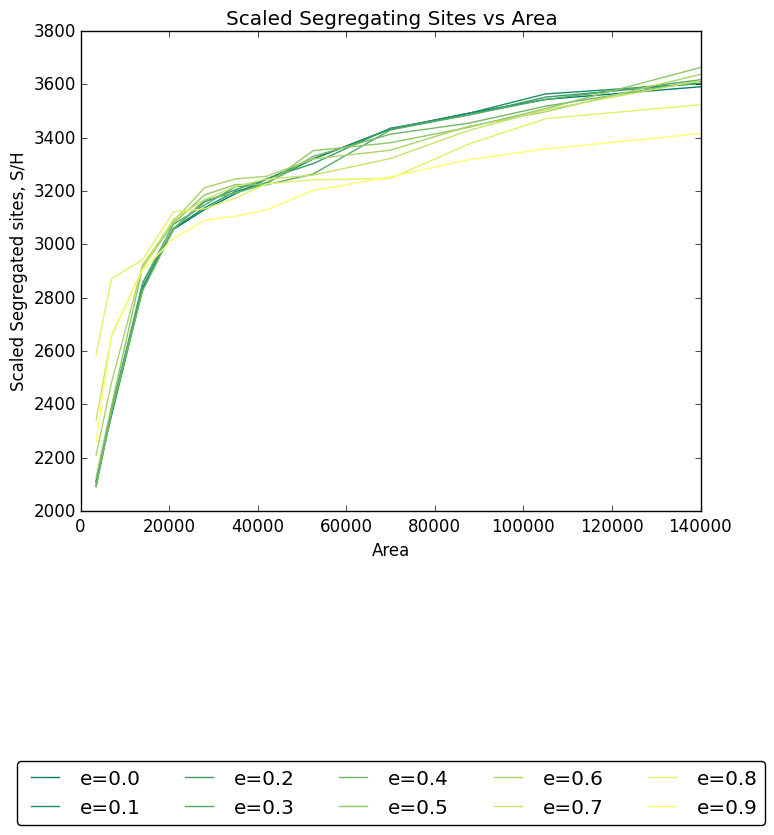 Scaled Segregating Sites vs Area
Scaled Segregated sites, S/H
3800
3600
3400
3200
3000
2800
2600
2400
2200
2000
0 20000 40000 60000 80000 100000 120000 140000
Area
e=0.0 e=0.2 e=0.4 e=0.6 e=0.8
e=0.1 e=0.3 e=0.5 e=0.7 e=0.9